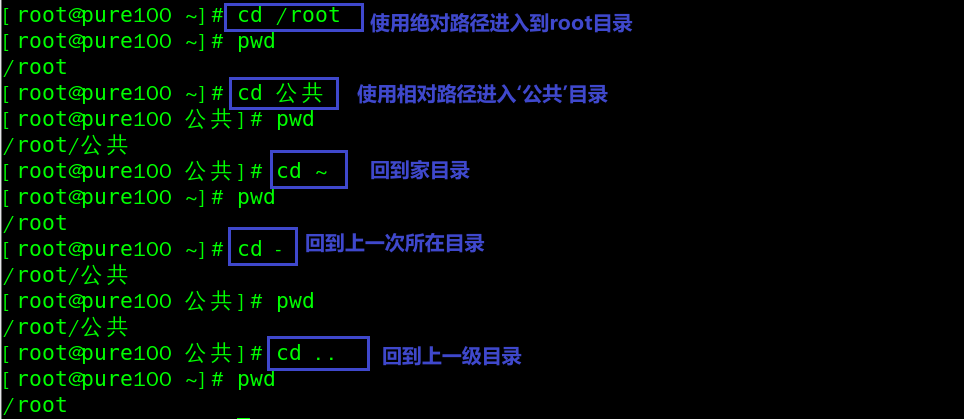 [root@pure100 ~]# cd /root 使用绝对路径进入到root目录
[root@pure100 ~]# pwd
/root
[root@pure100 ~]# cd 公共 使用相对路径进入‘公共’目录
[root@pure100 公共]# pwd
/root/公共
[root@pure100 公共]# cd ~ 回到家目录
[root@pure100 ~]# pwd
/root
[root@pure100 ~]# cd - 回到上一次所在目录
/root/公共
[root@pure100 公共]# pwd
/root/公共
[root@pure100 公共]# cd .. 回到上一级目录
[root@pure100 ~]# pwd
/root